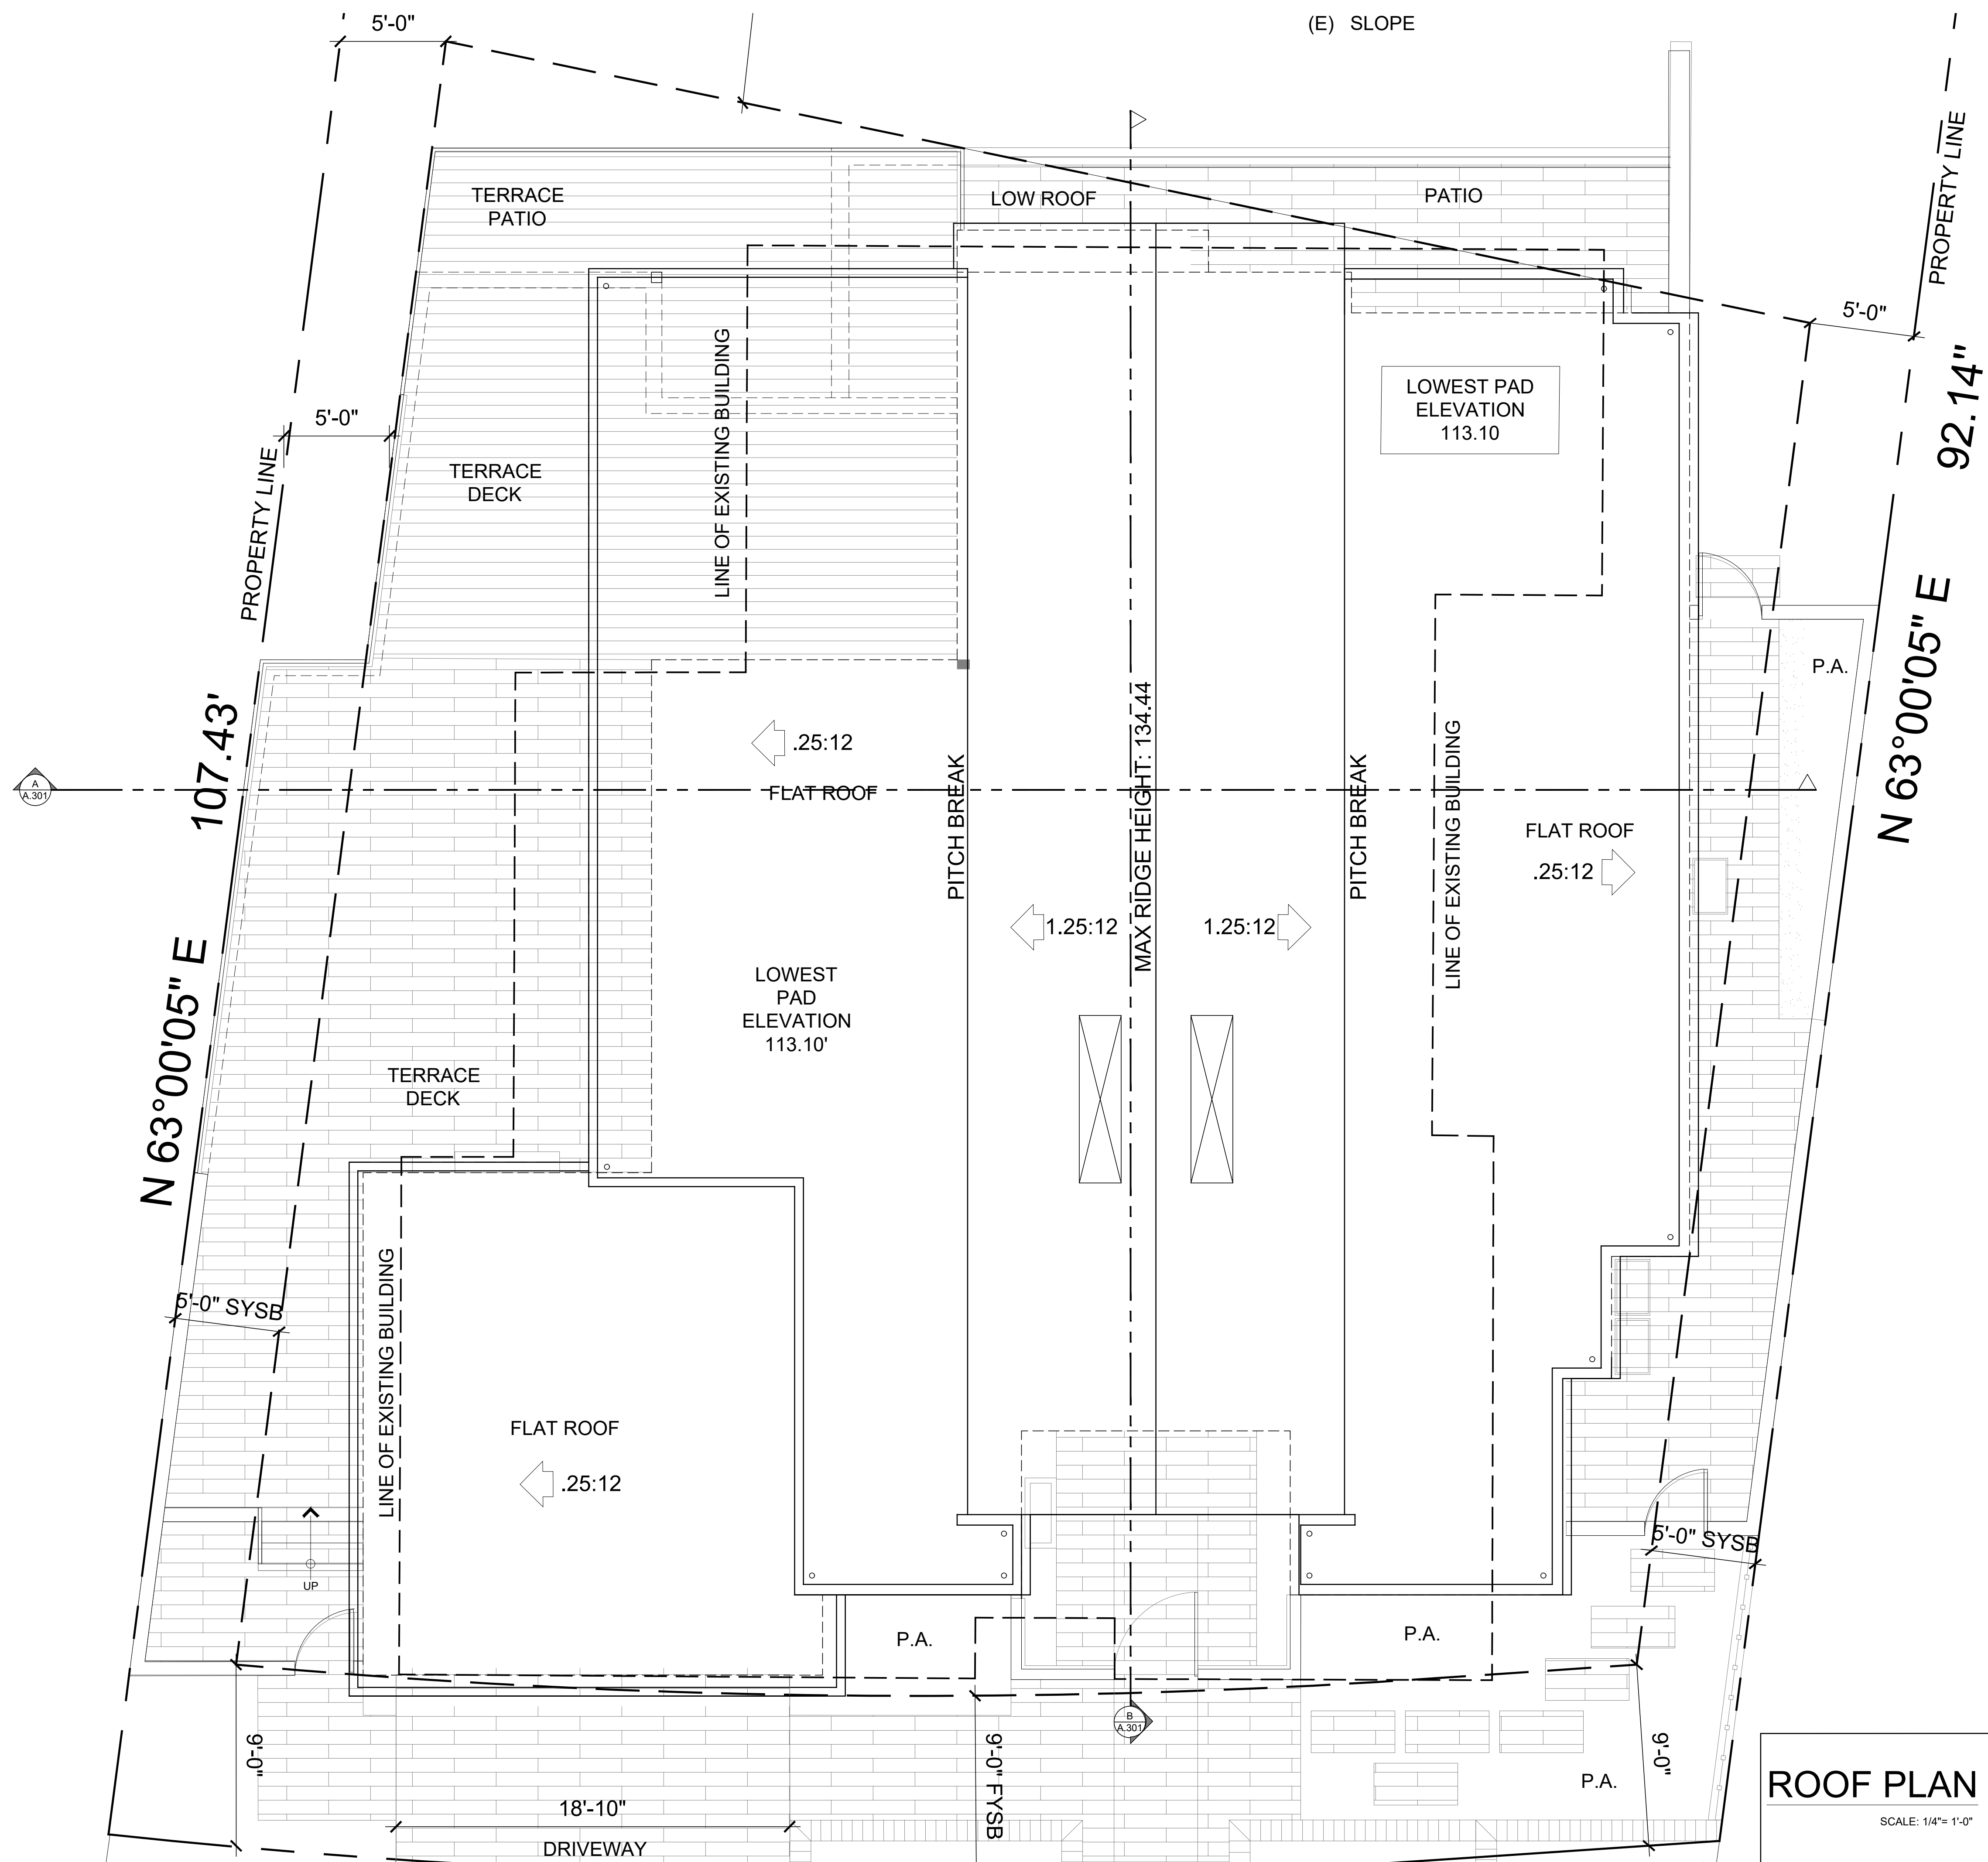 5'-0"
(E) SLOPE
TERRACE
PATIO
LOW ROOF
PATIO
PROPERTY LINE
5'-0"
LINE OF EXISTING BUILDING
LOWEST PAD
ELEVATION
113.10
92.14"
5'-0"
TERRACE
DECK
PROPERTY LINE
N 63°00'05" E
P.A.
107.43'
.25:12
FLAT ROOF
A
A.301
PITCH BREAK
MAX RIDGE HEIGHT: 134.44
PITCH BREAK
LINE OF EXISTING BUILDING
FLAT ROOF
.25:12
1.25:12
1.25:12
N 63°00'05" E
LOWEST
PAD
ELEVATION
113.10'
TERRACE
DECK
5'-0" SYSB
LINE OF EXISTING BUILDING
FLAT ROOF
.25:12
UP
5'-0" SYSB
P.A.
P.A.
B
A.301
9'-0"
9'-0" FYSB
9'-0"
P.A.
18'-10"
DRIVEWAY
ROOF PLAN
SCALE: 1/4"= 1'-0"